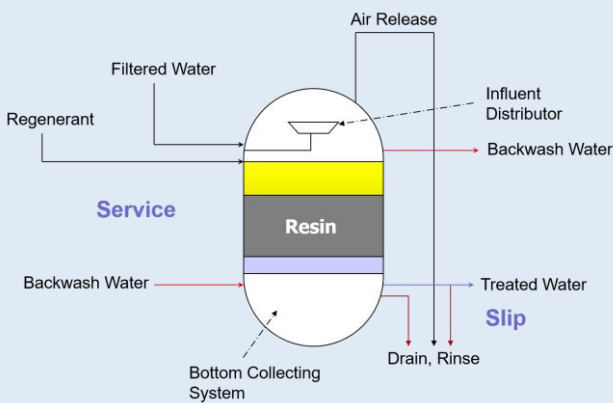 Air Release
Filtered Water
Influent
Distributor
Regenerant
Backwash Water
Service
Resin
Backwash Water
Treated Water
Slip
Drain, Rinse
Bottom Collecting
System